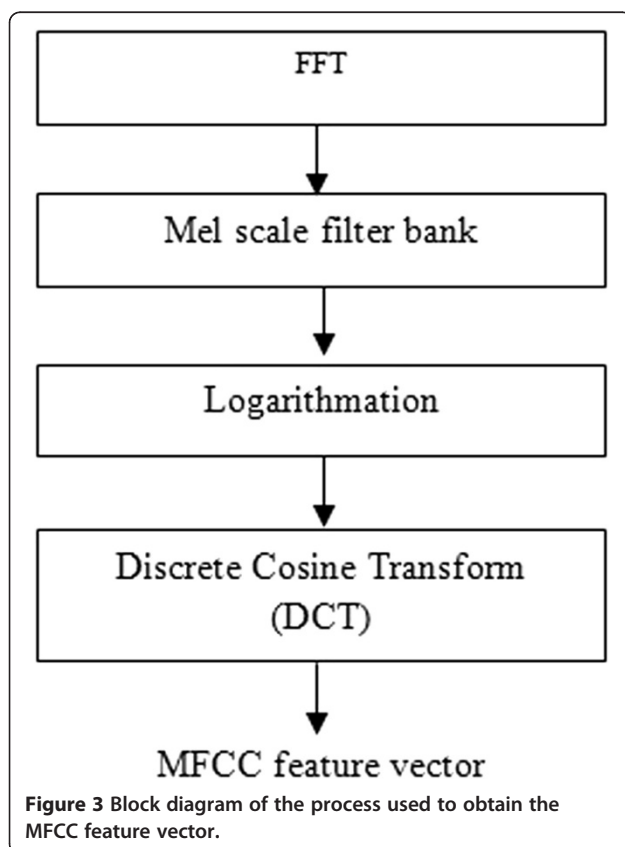 FFT
Mel scale filter bank
Logarithmation
Discrete Cosine Transform
(DCT)
MFCC feature vector
Figure 3 Block diagram of the process used to obtain the
MFCC feature vector.